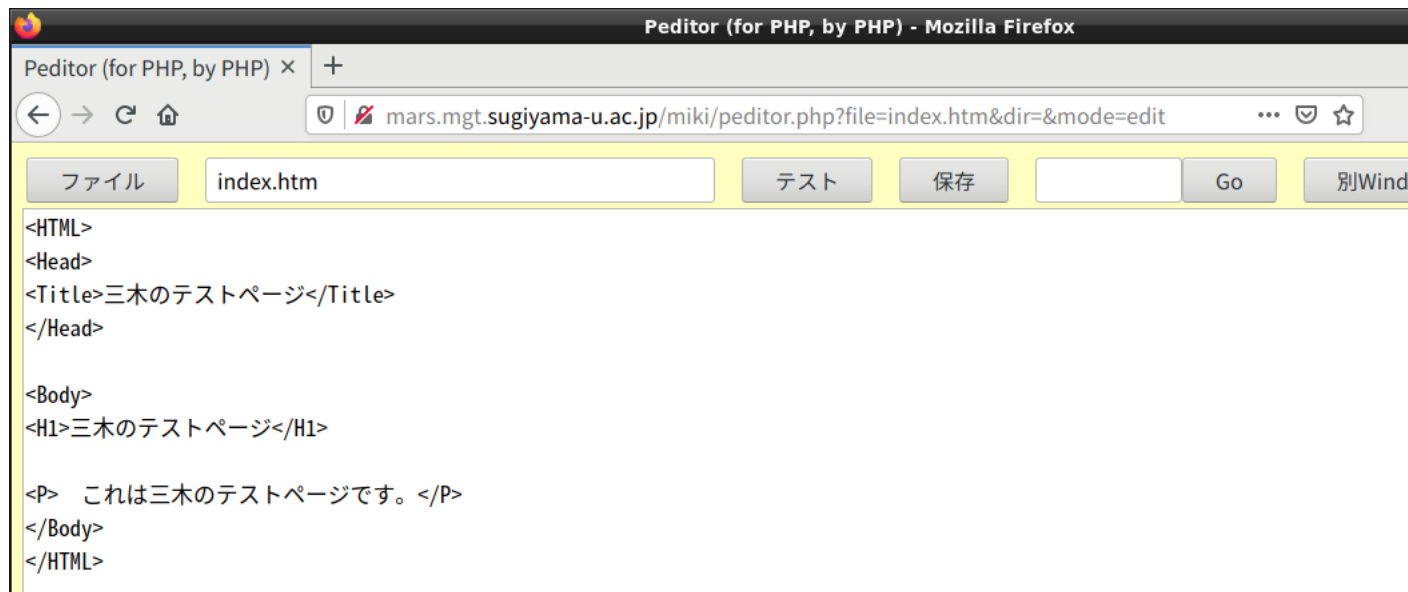 Peditor (for PHP, by PHP) - Mozilla Firefox
Peditor (for PHP, by PHP)
mars.mgt.sugiyama-u.ac.jp/miki/peditor.php?file=index.htm&dir=&mode=edit
ファイル index.htm テスト 保存 Go 別Wind
<HTML>
<Head>
<Title>三木のテストページ</Title>
</Head>
<Body>
<H1>三木のテストページ</H1>
<P>　これは三木のテストページです。</P>
</Body>
</HTML>